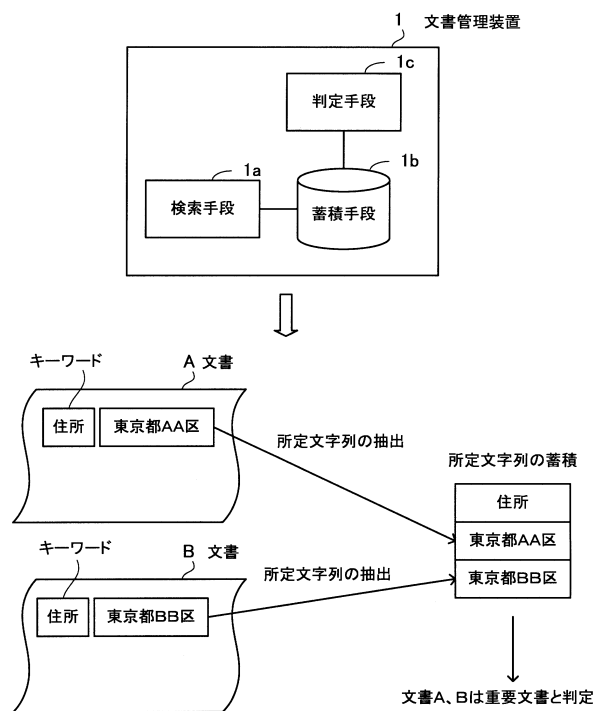 1 文書管理装置
1c
判定手段
1a
1b
検索手段
蓄積手段
キーワード
A 文書
住所
東京都AA区
所定文字列の抽出
所定文字列の蓄積
住所
東京都AA区
東京都BB区
キーワード
B 文書
住所
東京都BB区
所定文字列の抽出
文書A、Bは重要文書と判定